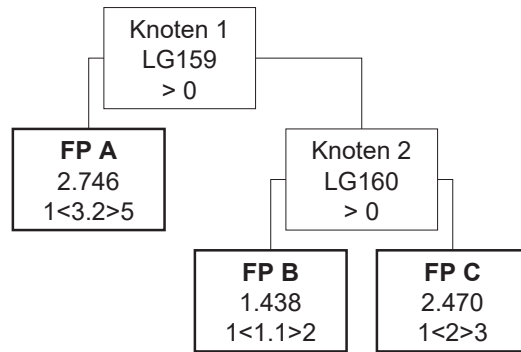 Knoten 1
LG159
> 0
FP A
2.746
1<3.2>5
Knoten 2
LG160
> 0
FP B
1.438
1<1.1>2
FP C
2.470
1<2>3